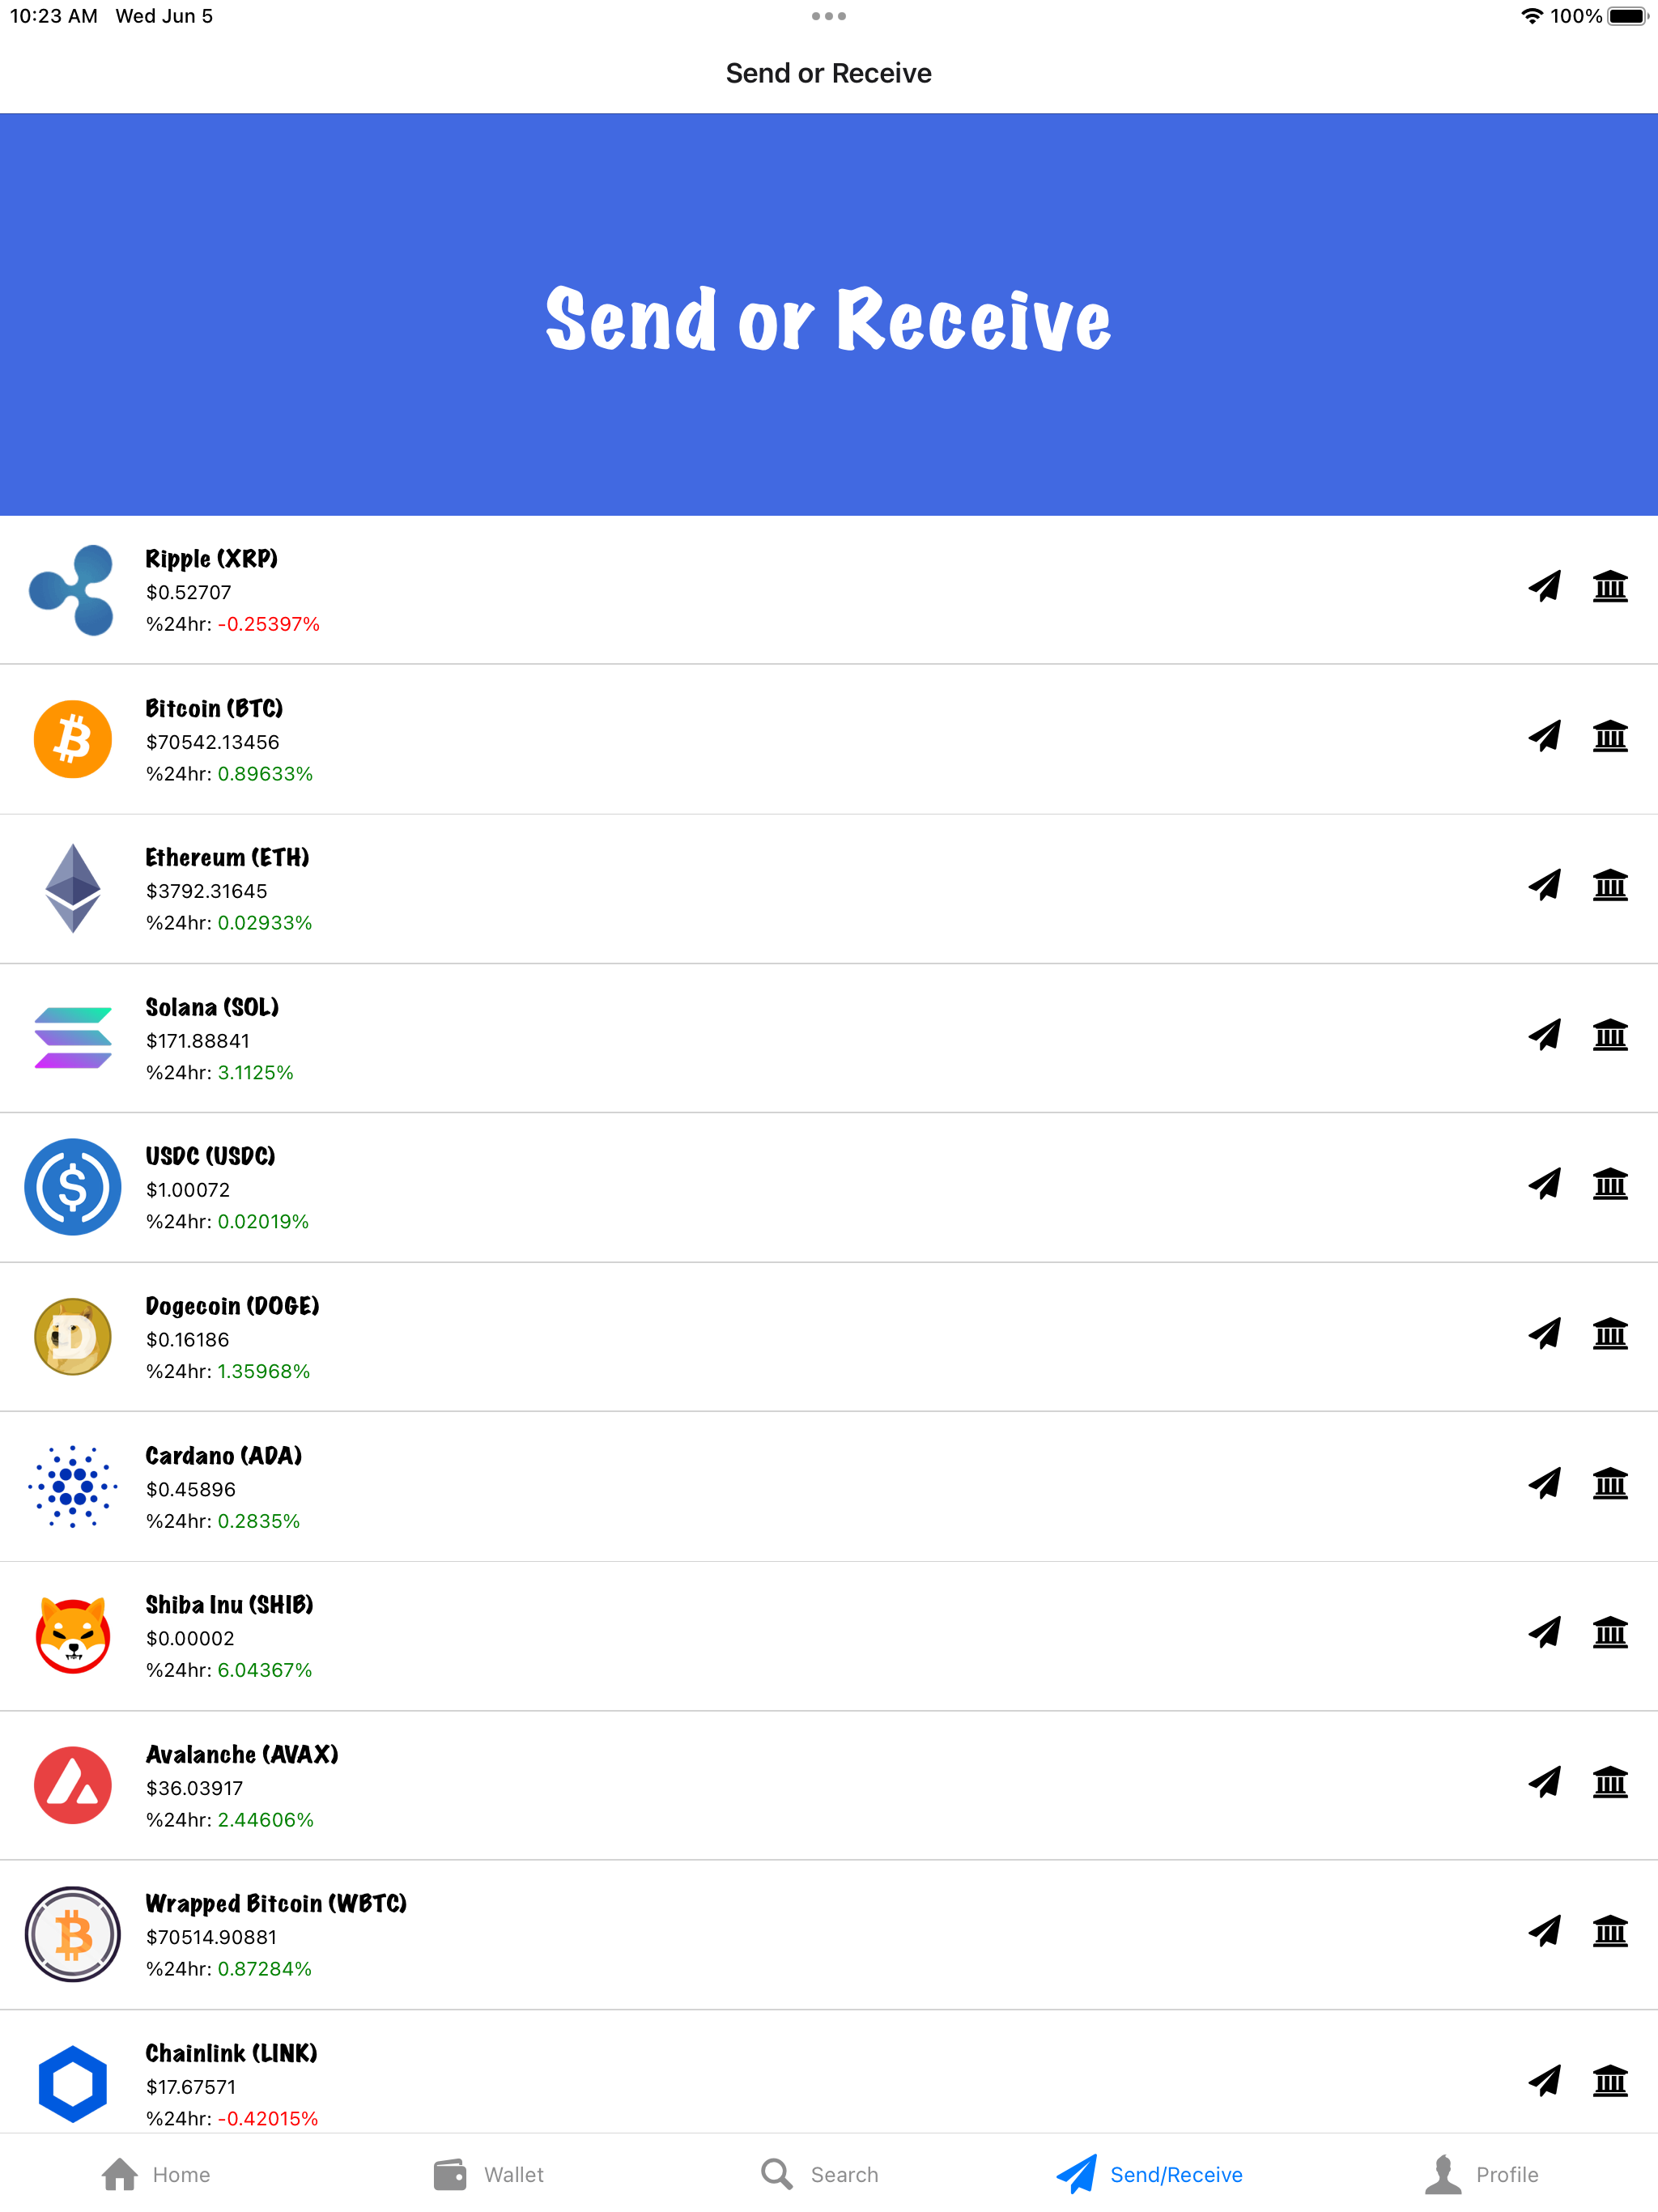 10:23 AM Wed Jun 5
100%
Send or Receive
Send or Receive
Ripple (XRP)
$0.52707
%24hr: -0.25397%
Bitcoin (BTC)
$70542.13456
%24hr: 0.89633%
Ethereum (ETH)
$3792.31645
%24hr: 0.02933%
Solana (SOL)
$171.88841
%24hr: 3.1125%
USDC (USDC)
$1.00072
%24hr: 0.02019%
Dogecoin (DOGE)
$0.16186
%24hr: 1.35968%
Cardano (ADA)
$0.45896
%24hr: 0.2835%
Shiba Inu (SHIB)
$0.00002
%24hr: 6.04367%
Avalanche (AVAX)
$36.03917
%24hr: 2.44606%
Wrapped Bitcoin (WBTC)
$70514.90881
%24hr: 0.87284%
Chainlink (LINK)
$17.67571
%24hr: -0.42015%
Home Wallet Search Send/Receive Profile